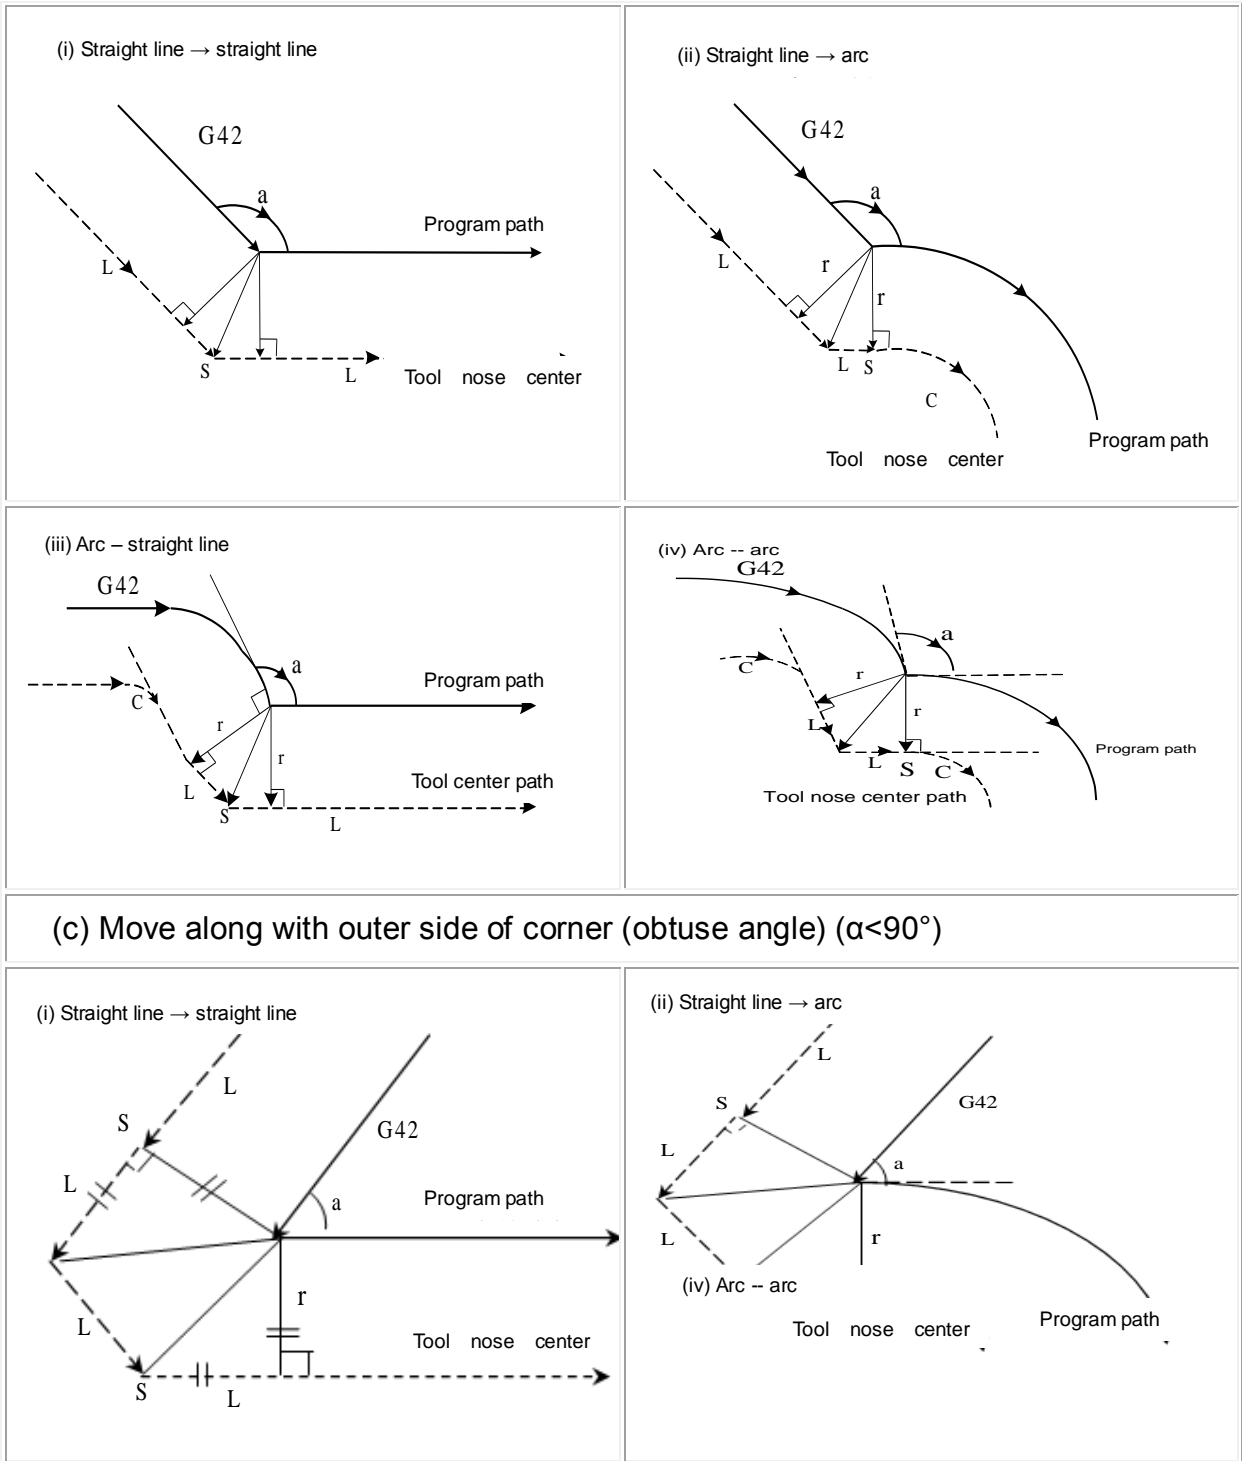 (i) Straight line → straight line
G42
a
Program path
L
S
L
Tool nose center
(ii) Straight line → arc
G42
a
L
r
r
L
S
C
Program path
Tool nose center
(iii) Arc – straight line
G42
a
C
Program path
r
r
Tool center path
L
S
L
(iv) Arc -- arc
G42
a
C
r
r
L
Program path
L
S
C
Tool nose center path
(c) Move along with outer side of corner (obtuse angle) (α<90°)
(i) Straight line → straight line
L
S
G42
L
a
Program path
r
L
Tool nose center
S
L
(ii) Straight line → arc
L
S
G42
L
a
L
r
(iv) Arc -- arc
Program path
Tool nose center